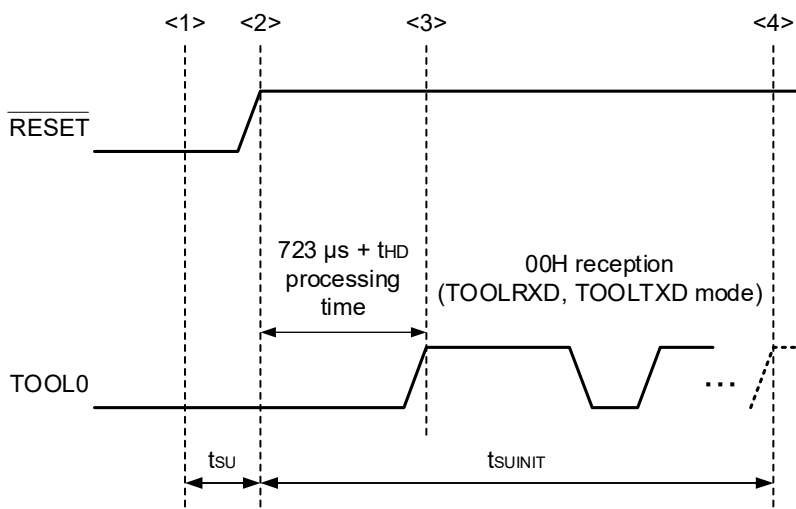 <1> <2> <3> <4>
RESET
723 µs + tHD
processing
time
00H reception
(TOOLRXD, TOOLTXD mode)
TOOL0
...
tSU
tSUINIT